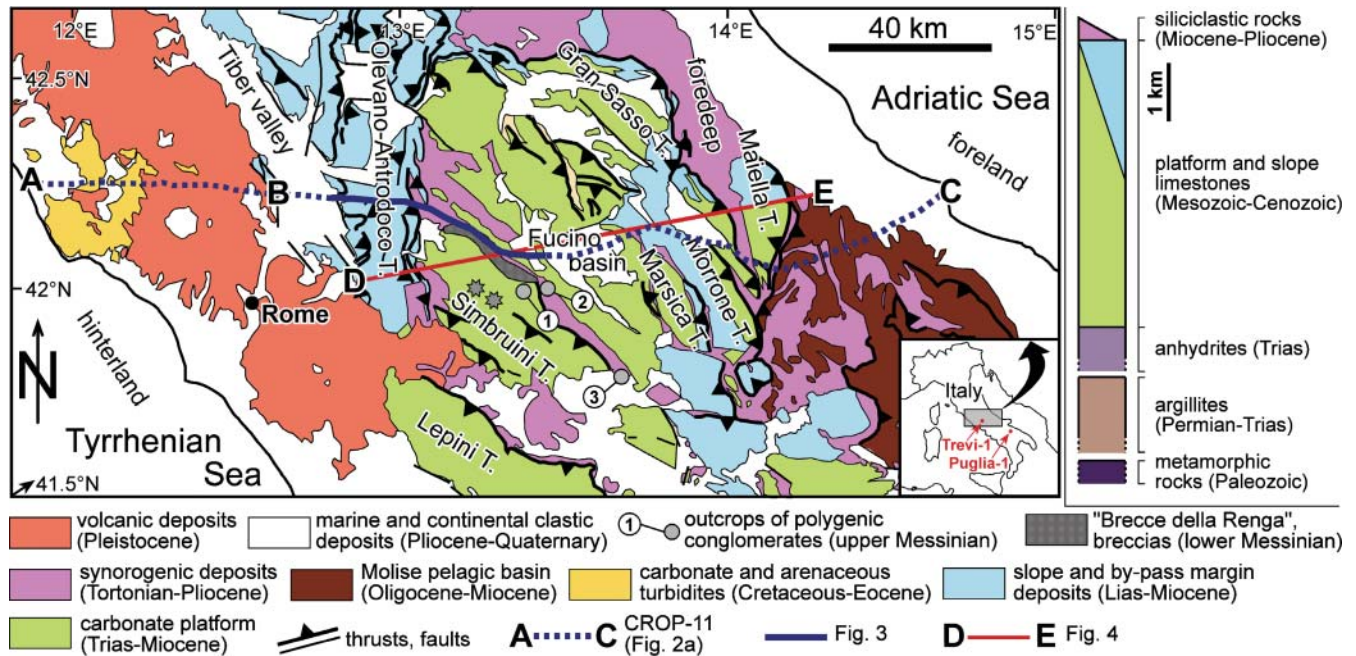 12°E
13°E
14°E
15°E
40 km
42.5°N
42°N
41.5°N
Tiber valley
Olevano-Antrodoco T.
Gran Sasso T.
foredeep
Adriatic Sea
foreland
Maiella T.
A
B
E
C
D
Fucino
basin
Morrone T.
Marsica T.
Simbruini T.
1
2
3
Rome
hinterland
N
Tyrrhenian
Sea
Lepini T.
Italy
Trevi-1
Puglia-1
siliciclastic rocks
(Miocene-Pliocene)
1 km
platform and slope
limestones
(Mesozoic-Cenozoic)
anhydrites (Trias)
argillites
(Permian-Trias)
metamorphic
rocks (Paleozoic)
volcanic deposits
(Pleistocene)
marine and continental clastic
deposits (Pliocene-Quaternary)
1
outcrops of polygenic
conglomerates (upper Messinian)
"Brecce della Renga",
breccias (lower Messinian)
synorogenic deposits
(Tortonian-Pliocene)
Molise pelagic basin
(Oligocene-Miocene)
carbonate and arenaceous
turbidites (Cretaceous-Eocene)
slope and by-pass margin
deposits (Lias-Miocene)
carbonate platform
(Trias-Miocene)
thrusts, faults
A C CROP-11
(Fig. 2a)
Fig. 3
D E Fig. 4